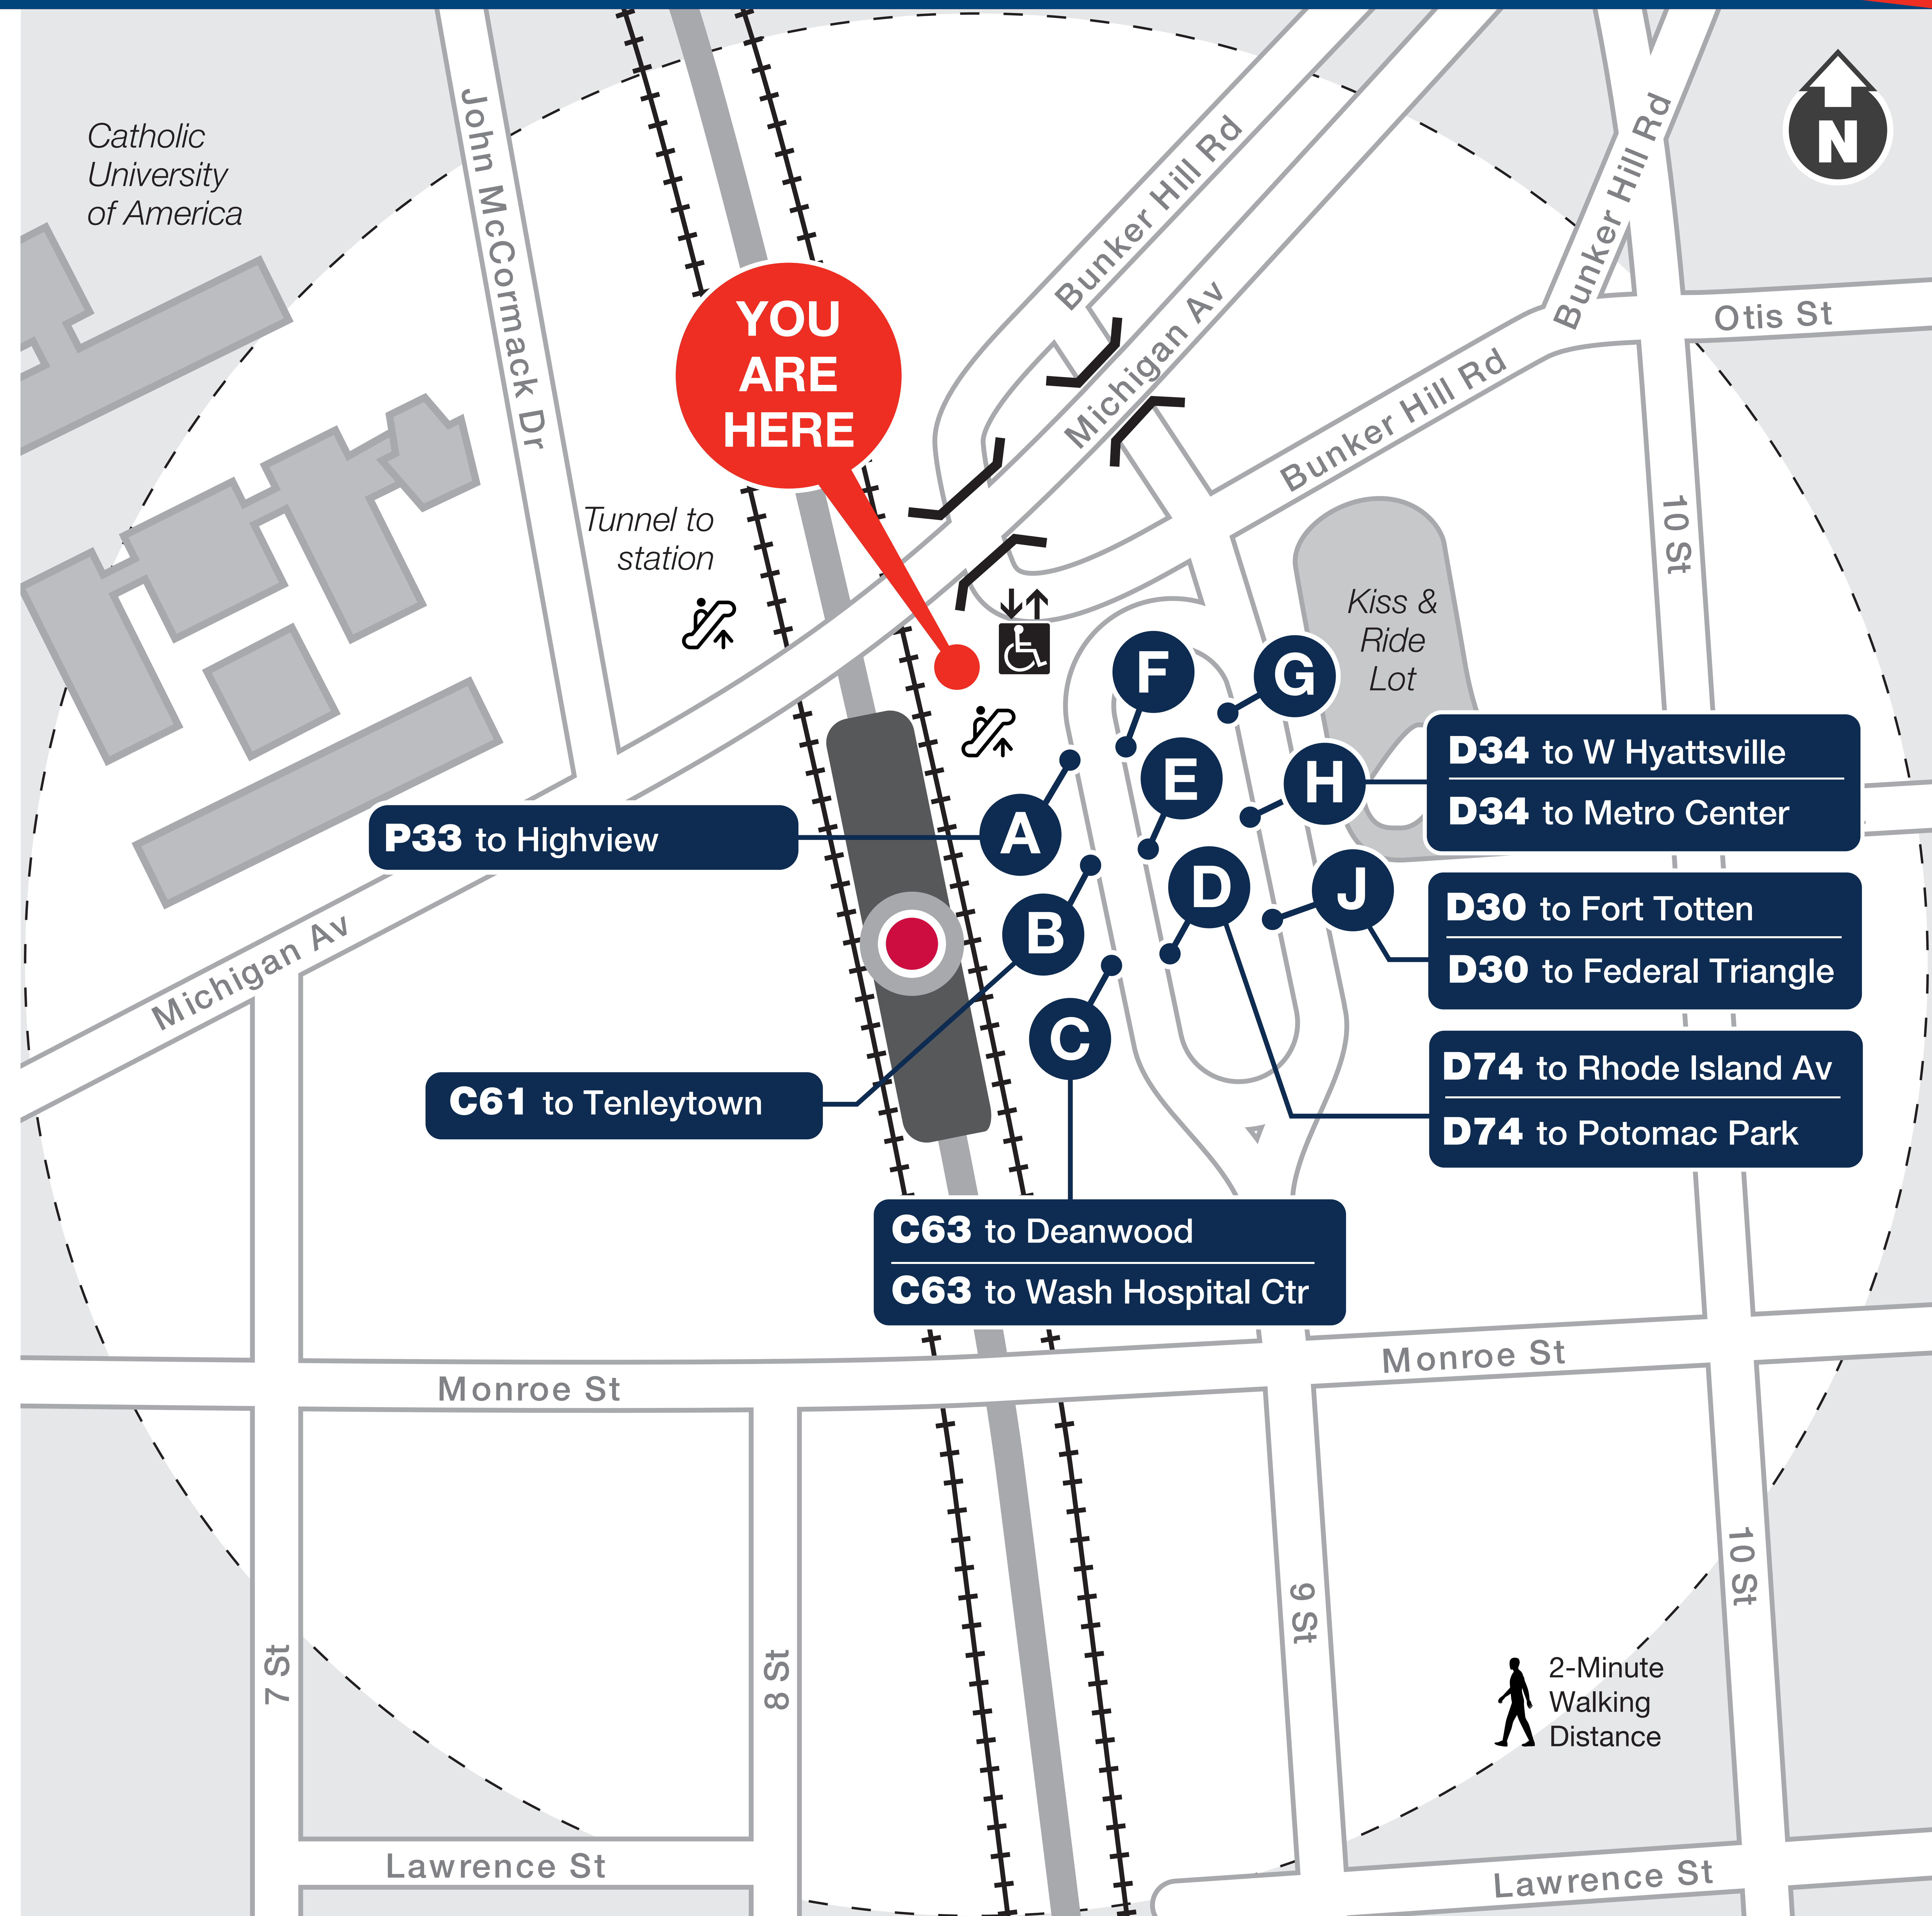 Catholic
University
of America
John McCormack Dr
Bunker Hill Rd
Bunker Hill Rd
N
YOU
ARE
HERE
Michigan Av
Otis St
Bunker Hill Rd
10 St
Tunnel to
station
Kiss &
Ride
Lot
F
G
E
H
D34 to W Hyattsville
D34 to Metro Center
P33 to Highview
A
D
J
D30 to Fort Totten
D30 to Federal Triangle
B
Michigan Av
C
C61 to Tenleytown
D74 to Rhode Island Av
D74 to Potomac Park
C63 to Deanwood
C63 to Wash Hospital Ctr
Monroe St
Monroe St
10 St
9 St
7 St
8 St
2-Minute
Walking
Distance
Lawrence St
Lawrence St